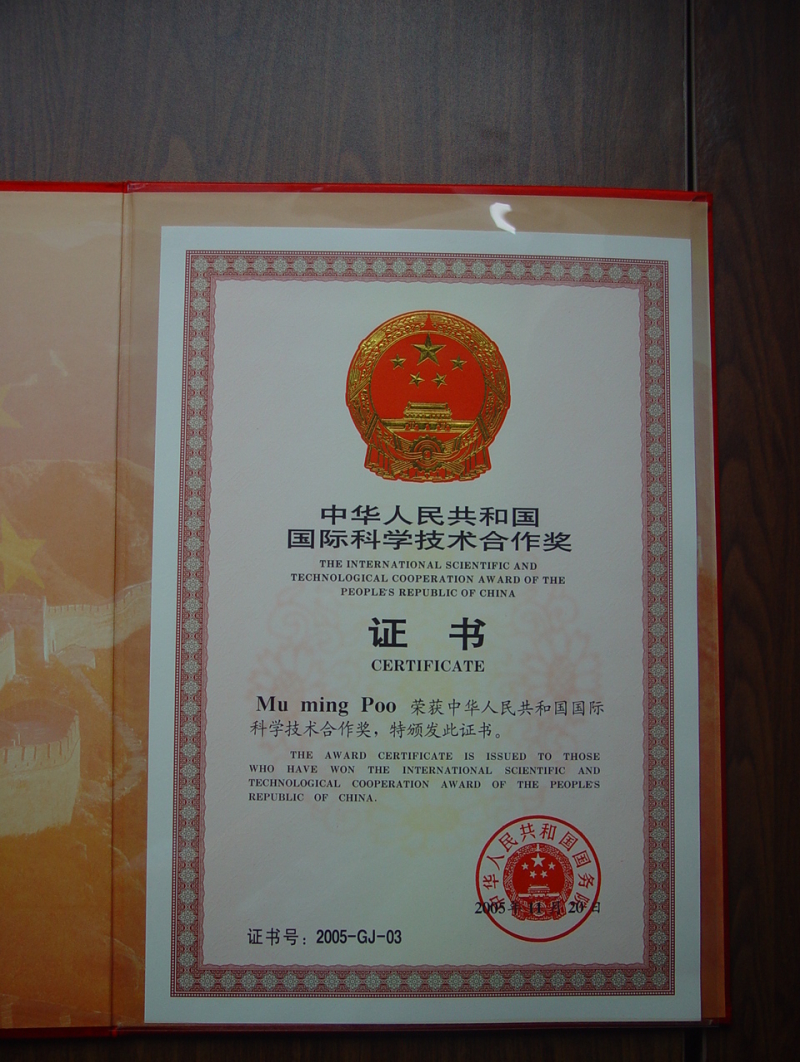 中华人民共和国
国际科学技术合作奖
THE INTERNATIONAL SCIENTIFIC AND
TECHNOLOGICAL COOPERATION AWARD OF THE
PEOPLE'S REPUBLIC OF CHINA
证 书
CERTIFICATE
Mu ming Poo 荣获中华人民共和国国际
科学技术合作奖，特颁发此证书。
THE AWARD CERTIFICATE IS ISSUED TO THOSE
WHO HAVE WON THE INTERNATIONAL SCIENTIFIC AND
TECHNOLOGICAL COOPERATION AWARD OF THE PEOPLE'S
REPUBLIC OF CHINA.
中华人民共和国国务院
2005年11月20日
证书号：2005-GJ-03